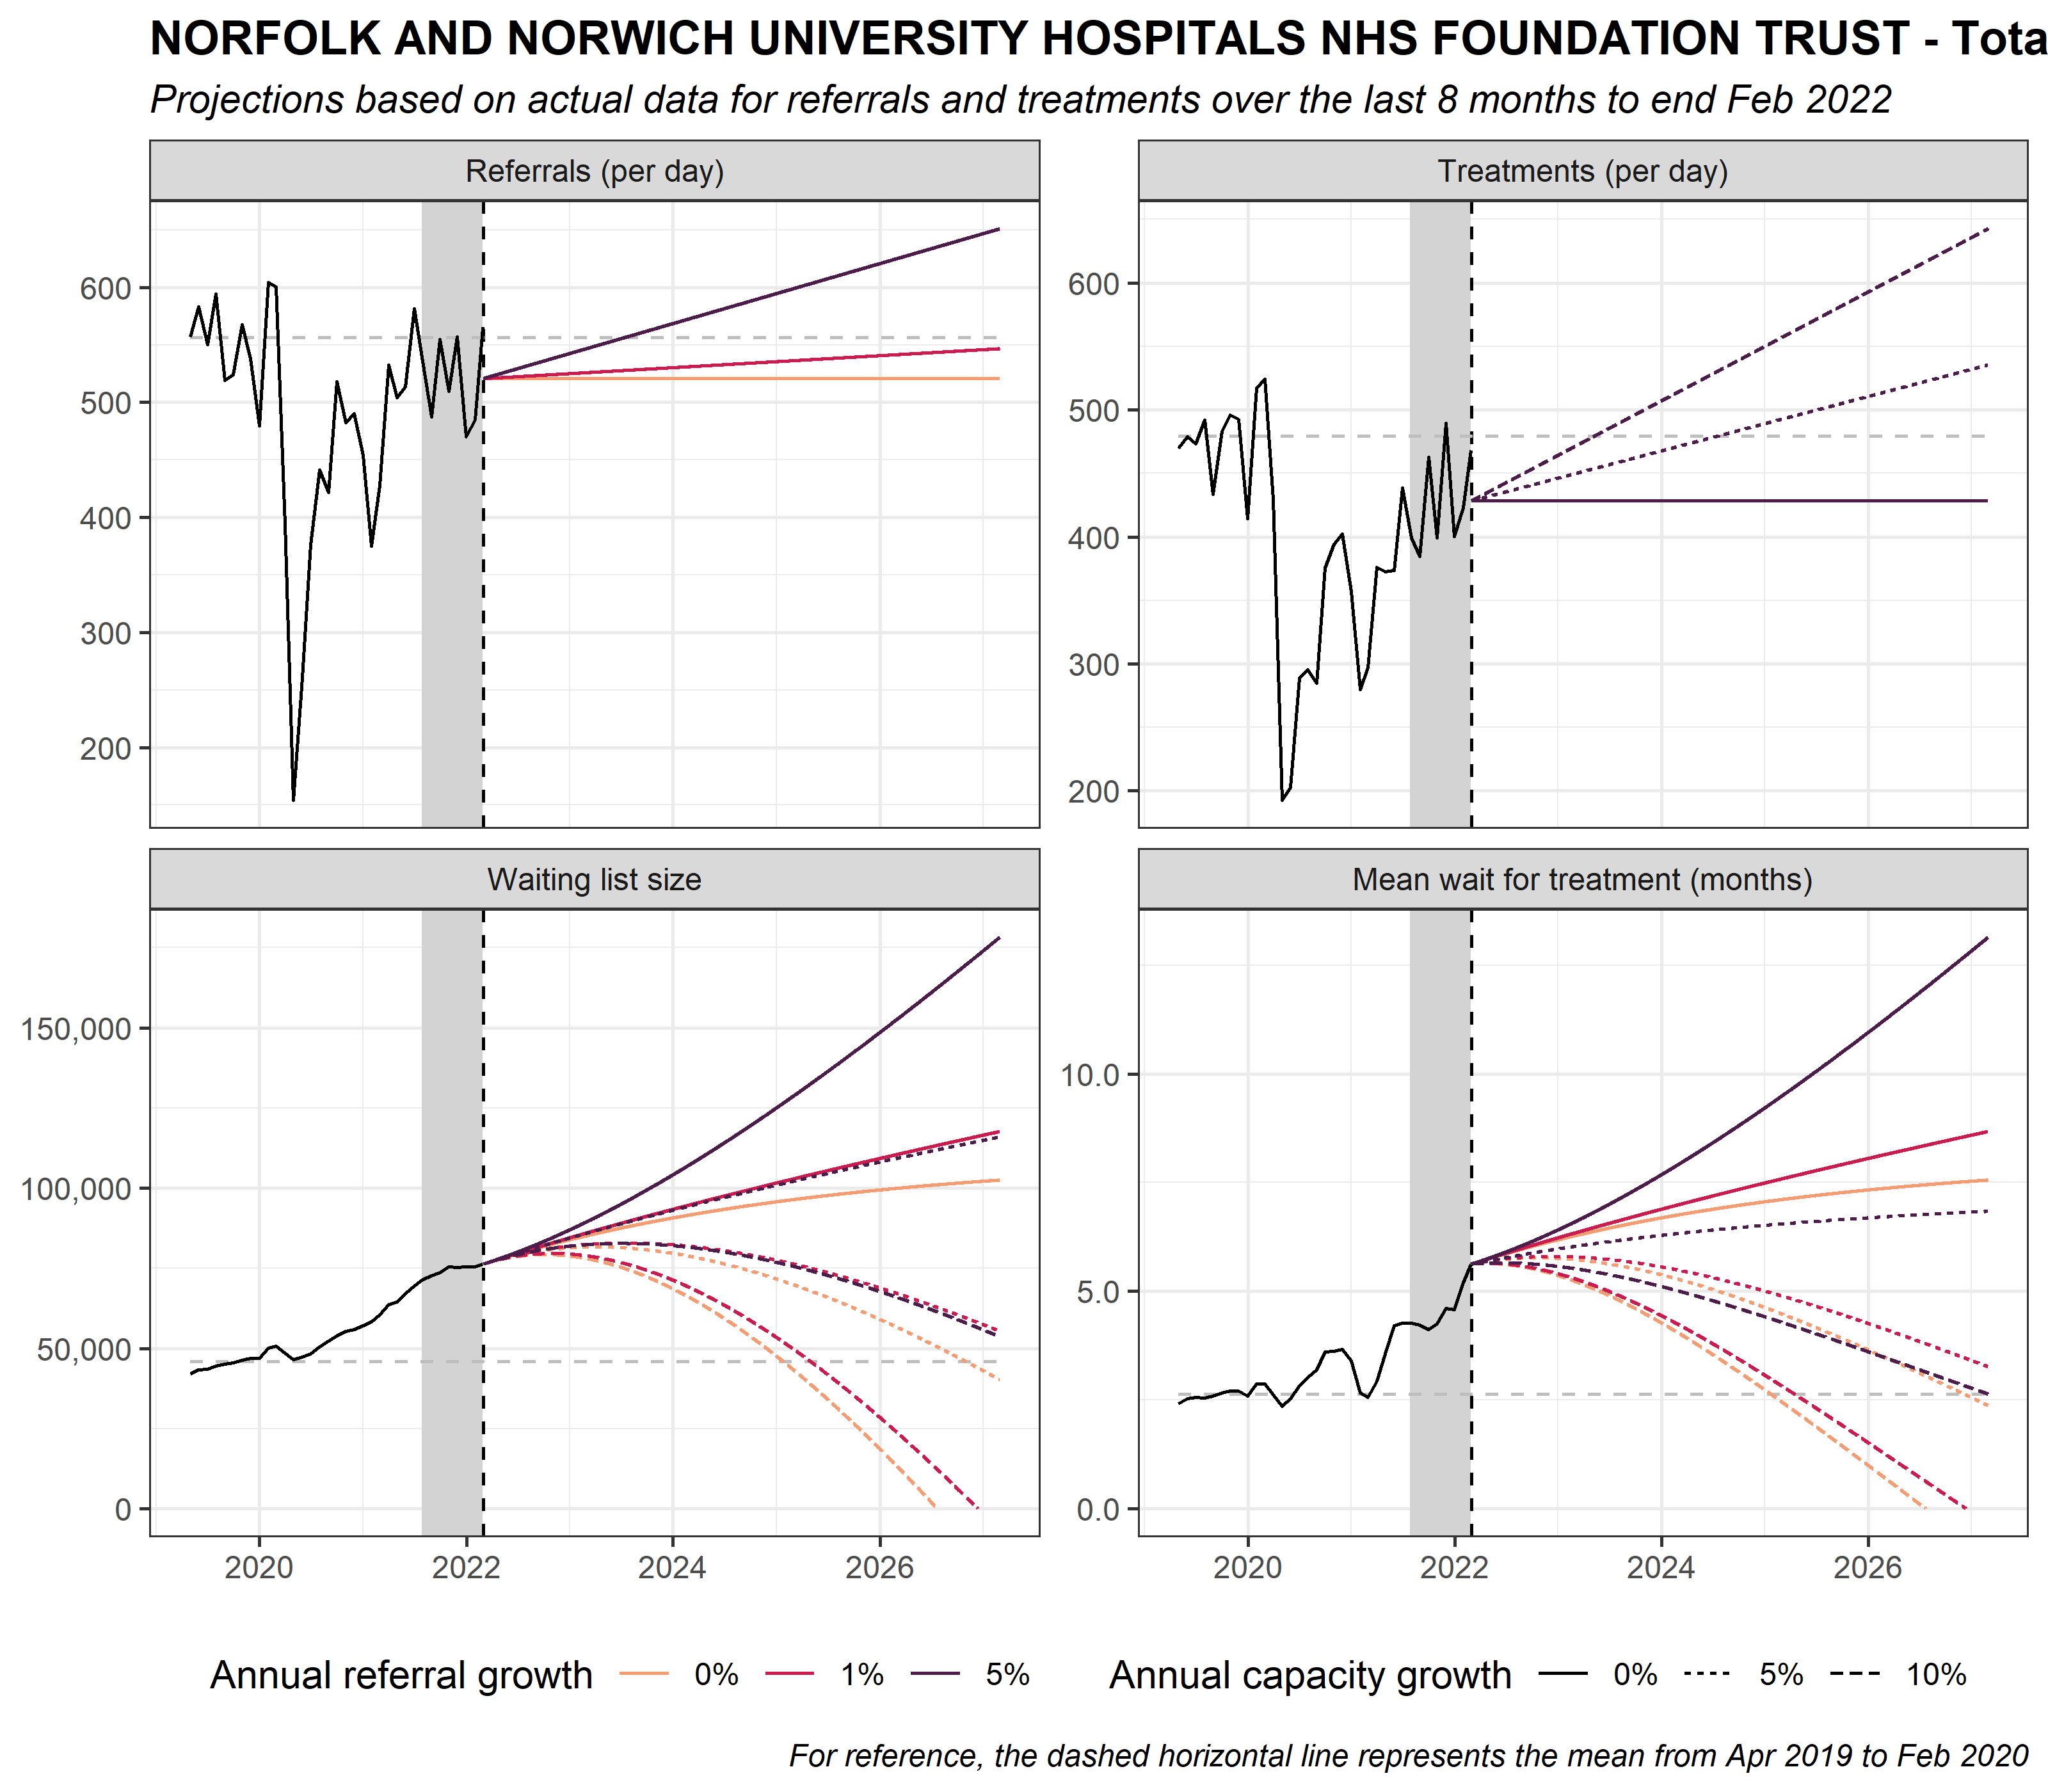 NORFOLK AND NORWICH UNIVERSITY HOSPITALS NHS FOUNDATION TRUST - Tota
Projections based on actual data for referrals and treatments over the last 8 months to end Feb 2022
Referrals (per day)
600
500
400
300
200
Treatments (per day)
600
500
400
300
200
Waiting list size
150,000
100,000
50,000
0
2020 2022 2024 2026
Mean wait for treatment (months)
10.0
5.0
0.0
2020 2022 2024 2026
Annual referral growth 0% 1% 5%
Annual capacity growth 0% 5% 10%
For reference, the dashed horizontal line represents the mean from Apr 2019 to Feb 2020